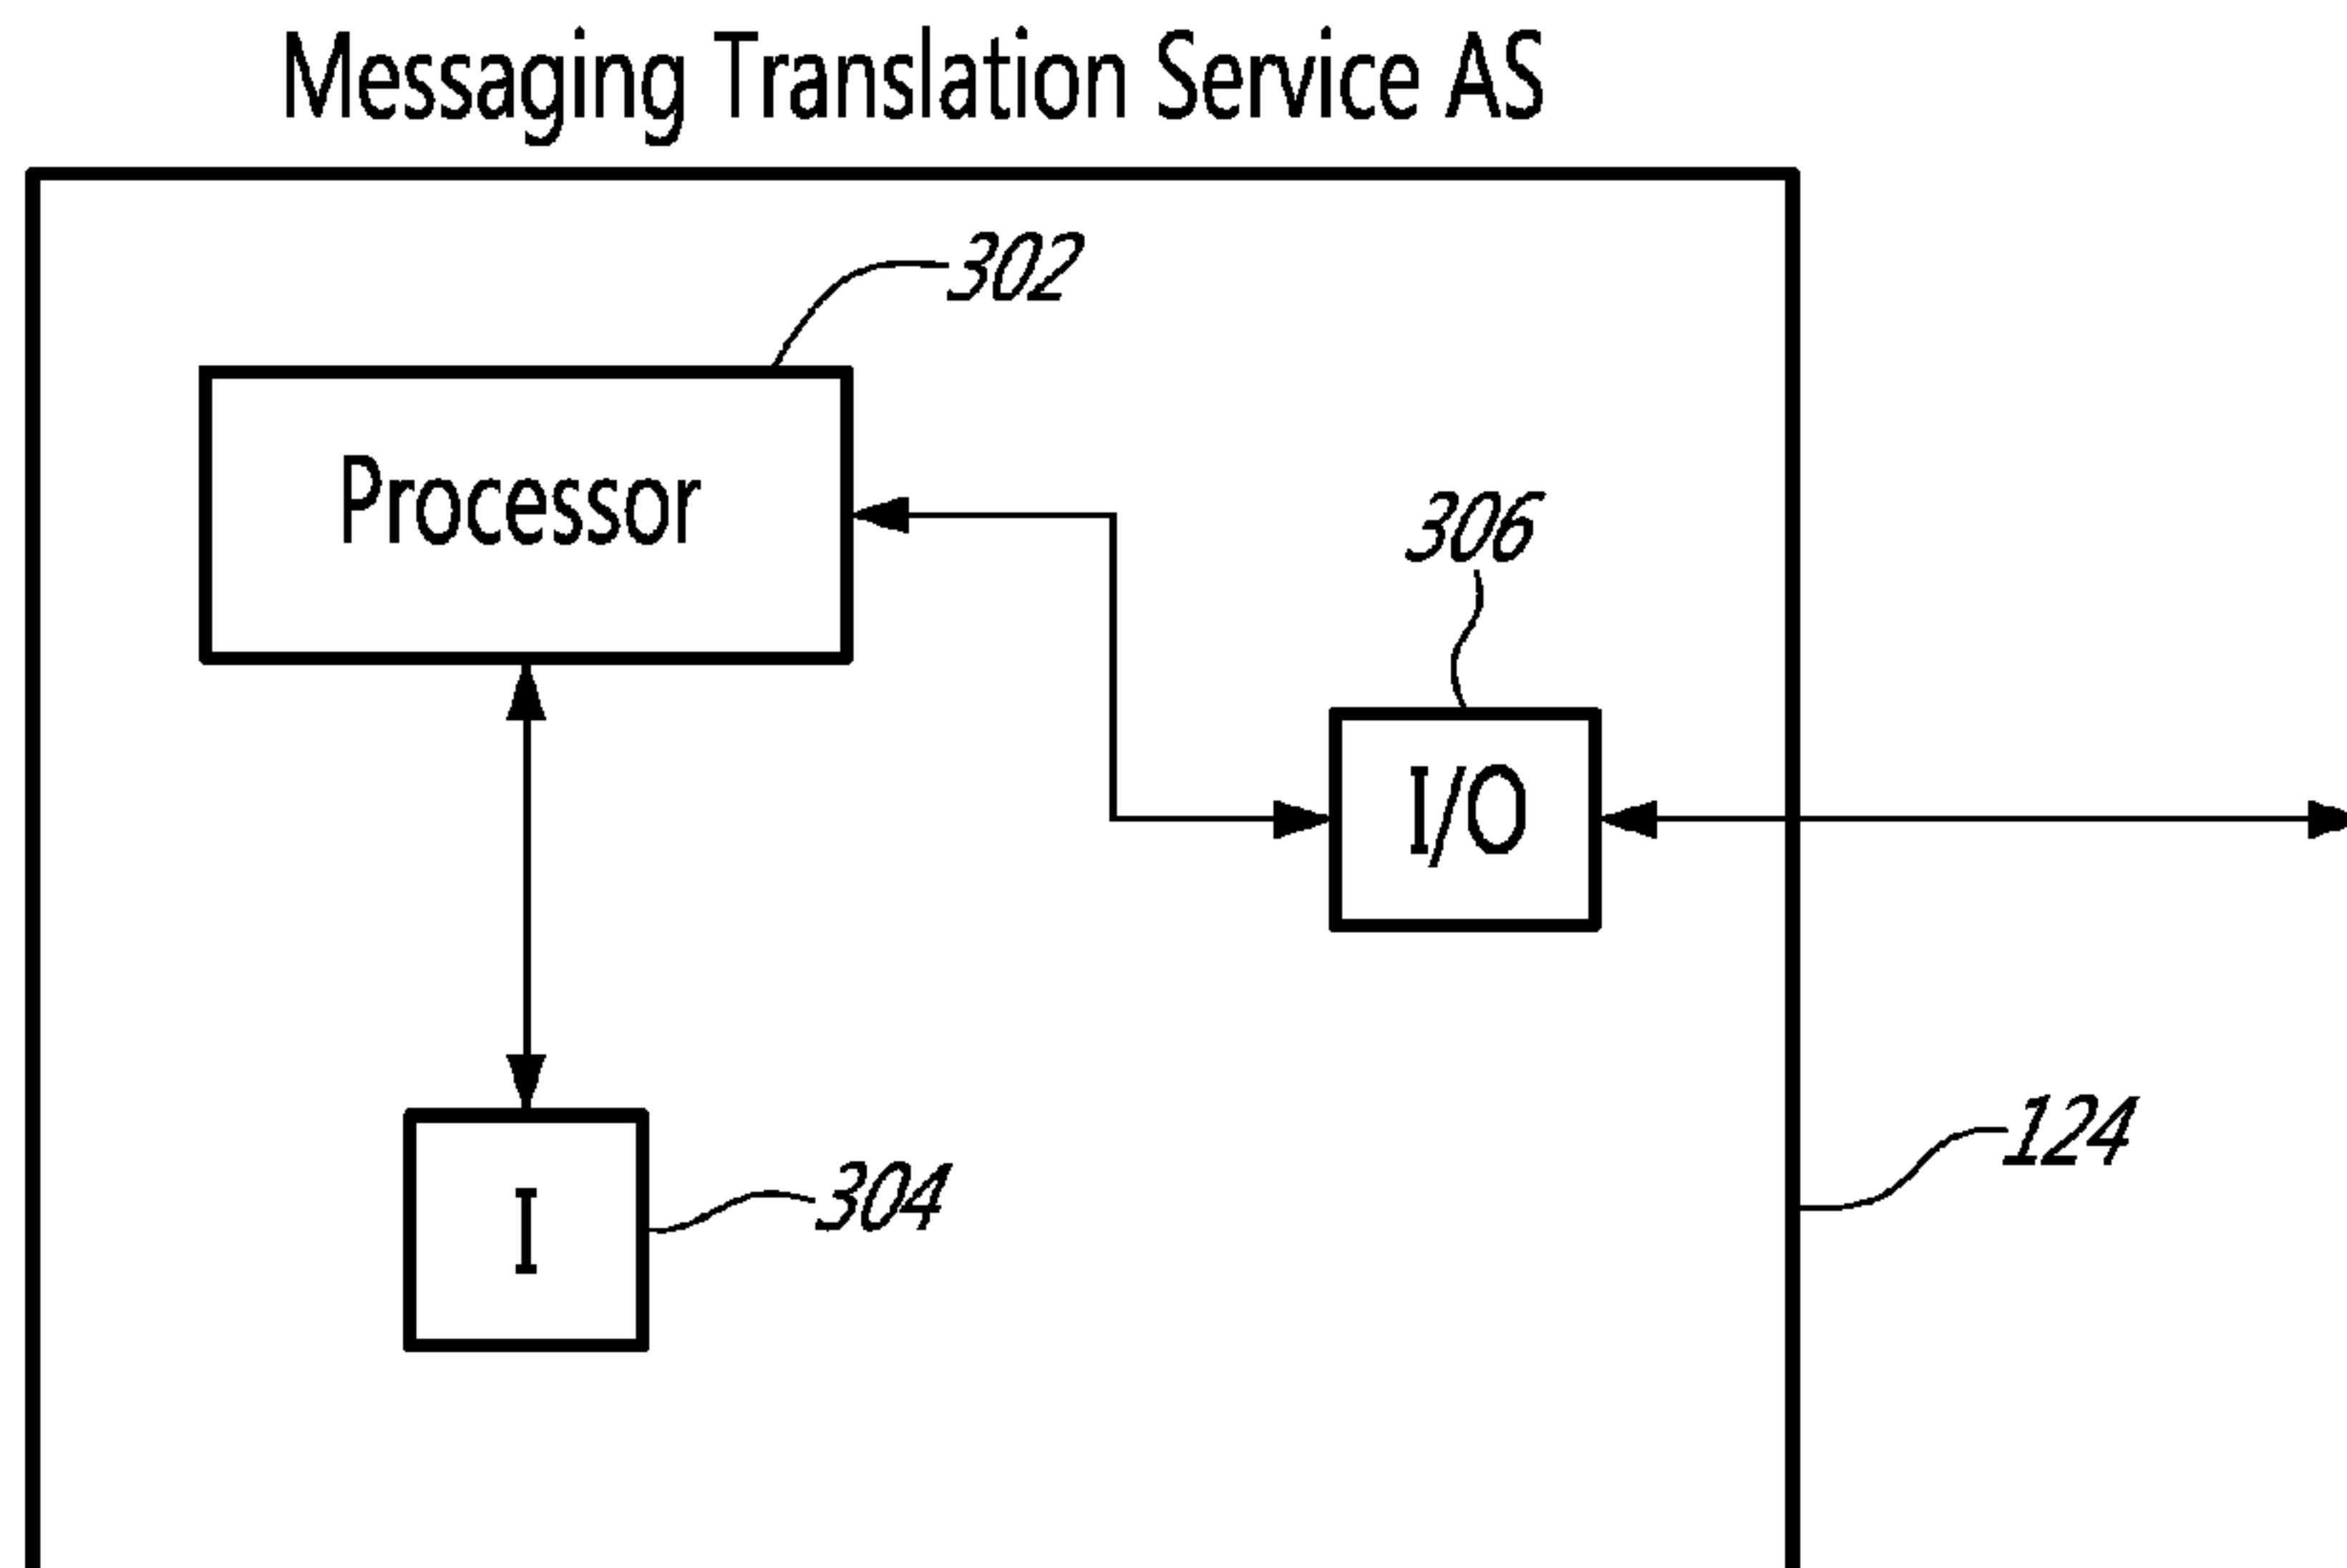 Messaging Translation Service AS
302
Processor
306
I/O
124
304
I